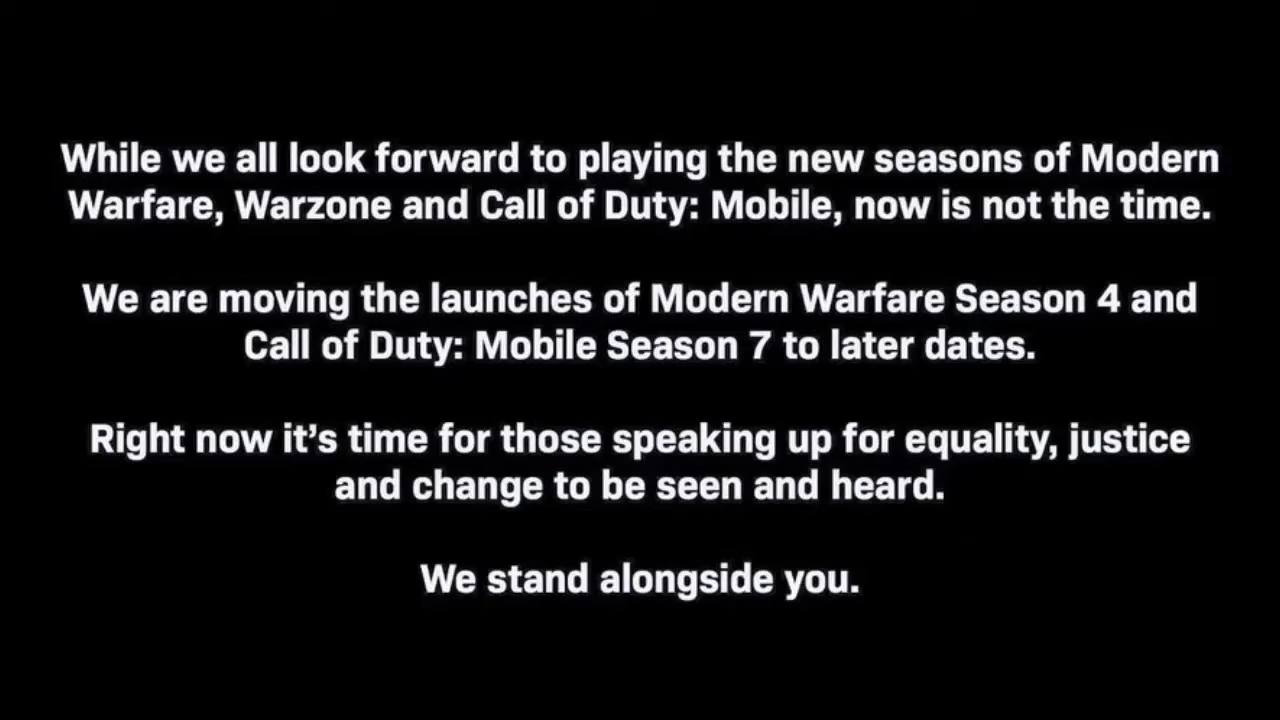 While we all look forward to playing the new seasons of Modern
Warfare, Warzone and Call of Duty: Mobile, now is not the time.
We are moving the launches of Modern Warfare Season 4 and
Call of Duty: Mobile Season 7 to later dates.
Right now it’s time for those speaking up for equality, justice
and change to be seen and heard.
We stand alongside you.